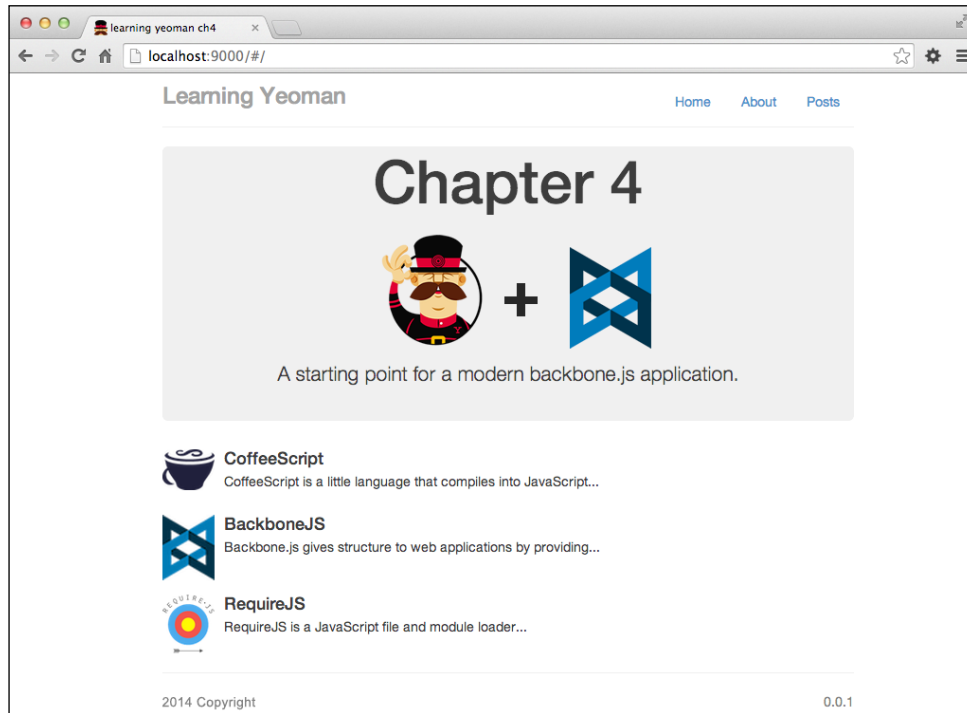 learning yeoman ch4
localhost:9000/#/
Learning Yeoman
Home About Posts
Chapter 4
+
A starting point for a modern backbone.js application.
CoffeeScript
CoffeeScript is a little language that compiles into JavaScript...
BackboneJS
Backbone.js gives structure to web applications by providing...
REQUIRE·JS
RequireJS
RequireJS is a JavaScript file and module loader...
2014 Copyright 0.0.1